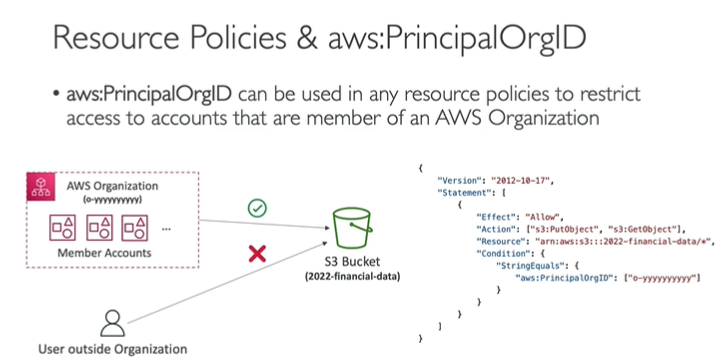 Resource Policies & aws:PrincipalOrgID
• aws:PrincipalOrgID can be used in any resource policies to restrict
access to accounts that are member of an AWS Organization
AWS Organization
(o-yyyyyyyyyy)
...
Member Accounts
User outside Organization
S3 Bucket
(2022-financial-data)
{
"Version": "2012-10-17",
"Statement": [
{
"Effect": "Allow",
"Action": ["s3:PutObject", "s3:GetObject"],
"Resource": "arn:aws:s3:::2022-financial-data/*",
"Condition": {
"StringEquals": {
"aws:PrincipalOrgID": ["o-yyyyyyyyyy"]
}
}
}
]
}